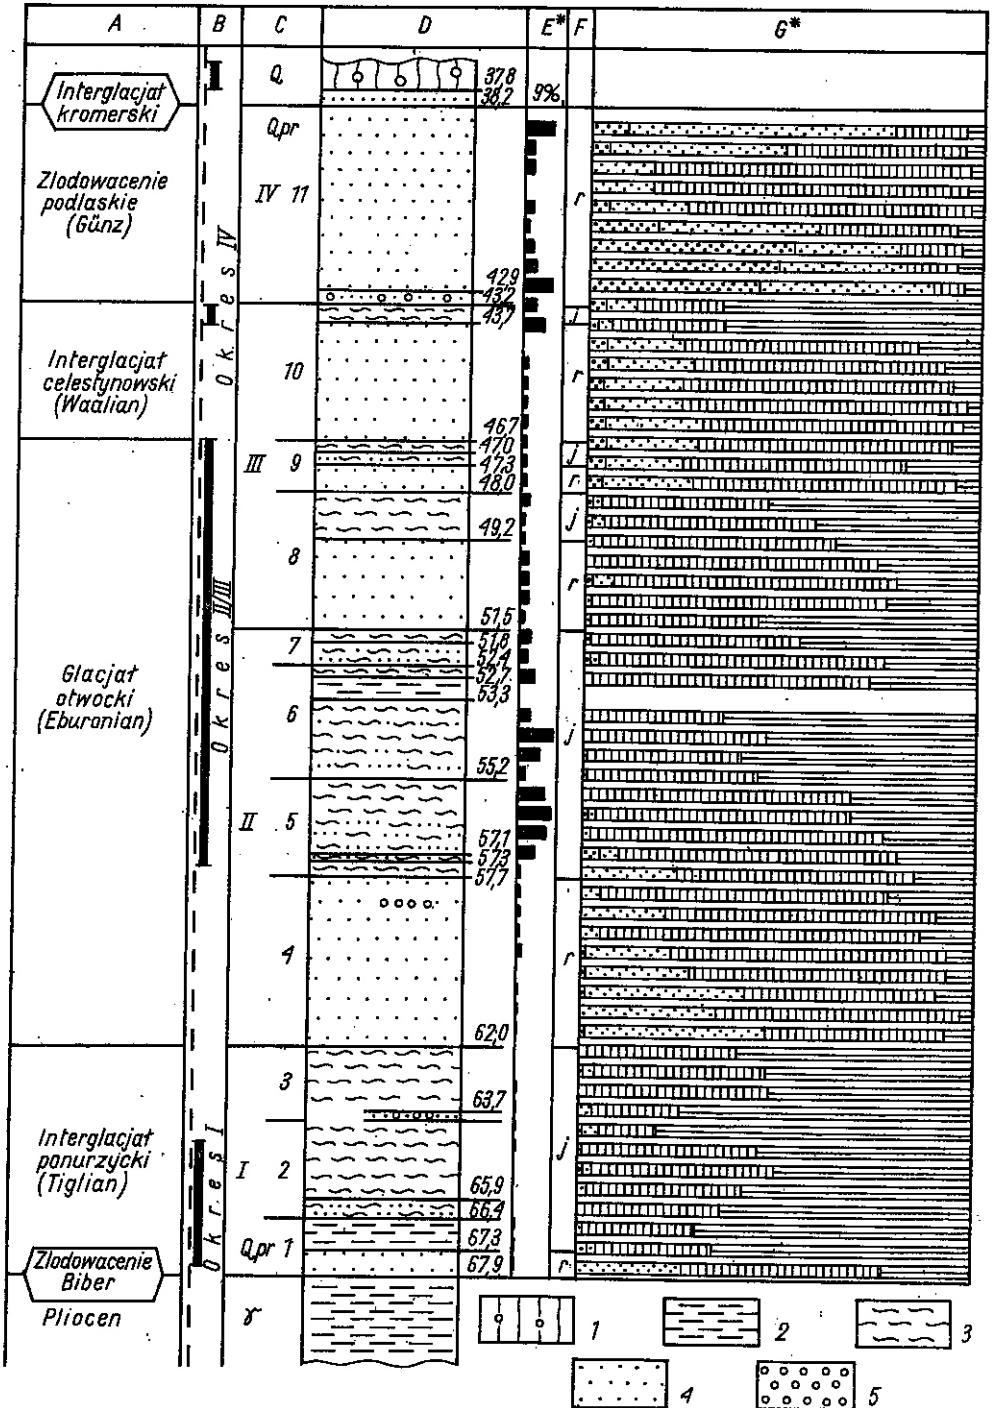 A B C D E* F G*
Interglacjał
kromerski
Q
37,8
38,2
9%
Q,pr
Zlodowacenie
podlaskie
(Günz)
IV 11
r
Okres IV
42,9
43,2
43,7
j
Interglacjał
celestynowski
(Waalian)
10
r
46,7
47,0
III 9
j
47,3
48,0
r
j
49,2
8
r
51,5
Okres II/III
7
51,8
52,4
52,7
53,3
Glacjał
otwocki
(Eburonian)
6
j
55,2
II 5
57,1
57,3
57,7
4
r
62,0
3
63,7
Interglacjał
ponurzycki
(Tiglian)
Okres I
I 2
j
65,9
66,4
Q,pr 1
67,3
67,9
r
Zlodowacenie
Biber
Pliocen
γ
1 2 3
4 5